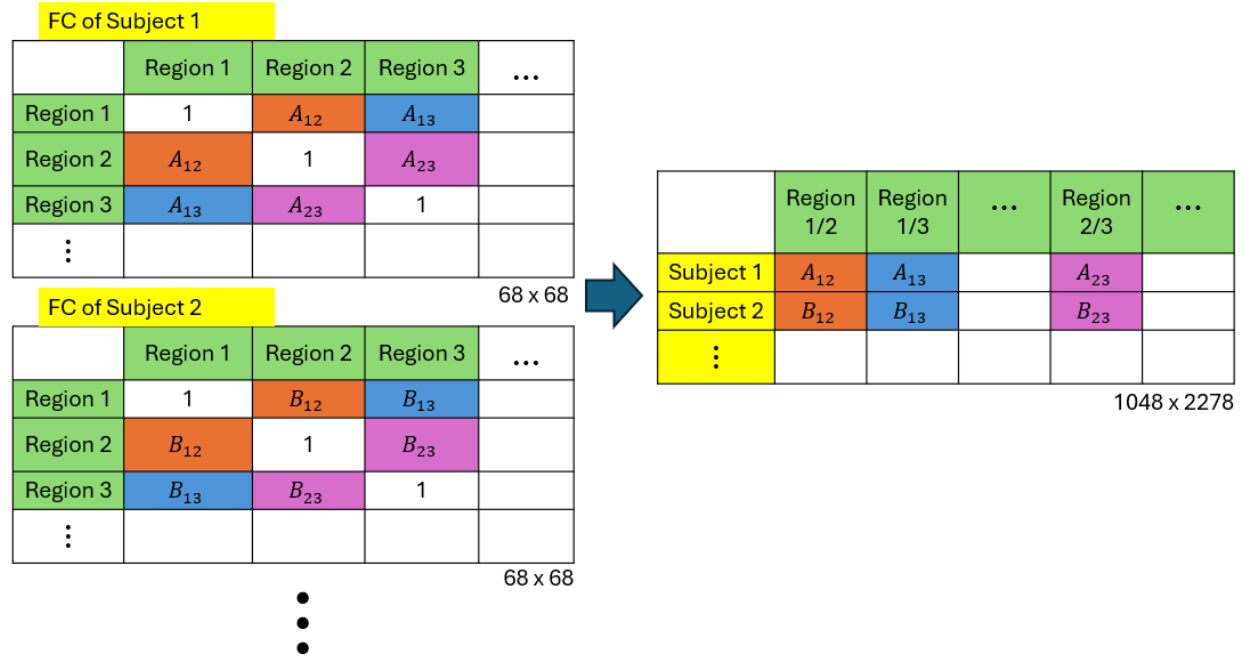 FC of Subject 1
Region 1 Region 2 Region 3 ...
Region 1 1 A₁₂ A₁₃
Region 2 A₁₂ 1 A₂₃
Region 3 A₁₃ A₂₃ 1
⋮
68 x 68
FC of Subject 2
Region 1 Region 2 Region 3 ...
Region 1 1 B₁₂ B₁₃
Region 2 B₁₂ 1 B₂₃
Region 3 B₁₃ B₂₃ 1
⋮
68 x 68
⋮
Region 1/2 Region 1/3 ... Region 2/3 ...
Subject 1 A₁₂ A₁₃ A₂₃
Subject 2 B₁₂ B₁₃ B₂₃
⋮
1048 x 2278